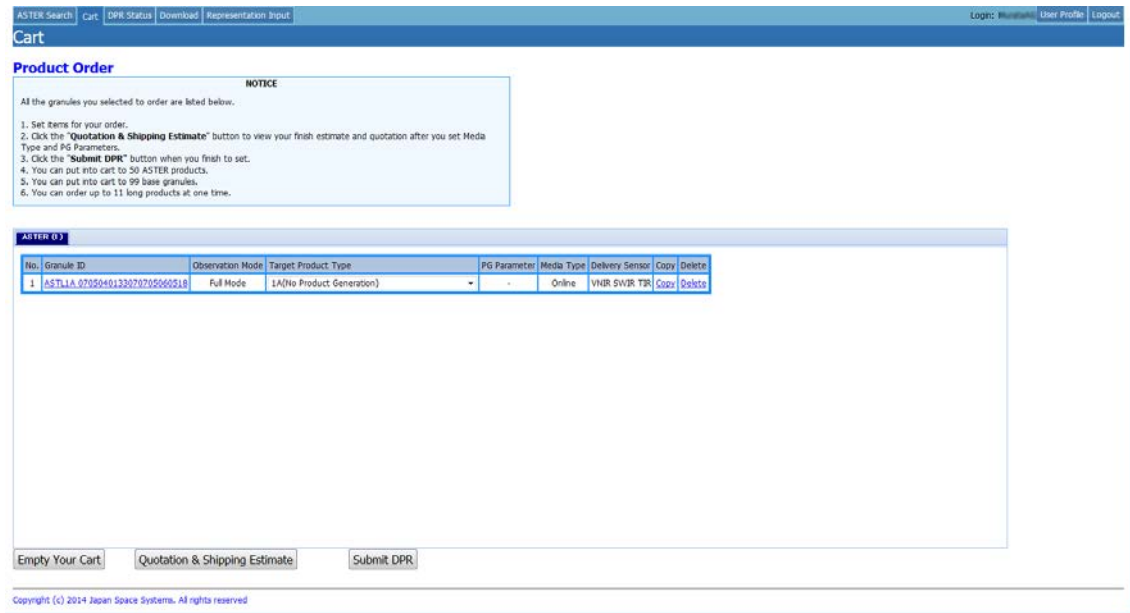 ASTER Search Cart DPR Status Download Representation Input Login: User Profile Logout
Cart
Product Order
NOTICE
All the granules you selected to order are listed below.
1. Set items for your order.
2. Click the "Quotation & Shipping Estimate" button to view your finish estimate and quotation after you set Media
Type and PG Parameters.
3. Click the "Submit DPR" button when you finish to set.
4. You can put into cart to 50 ASTER products.
5. You can put into cart to 99 base granules.
6. You can order up to 11 long products at one time.
ASTER (1)
No. Granule ID Observation Mode Target Product Type PG Parameter Media Type Delivery Sensor Copy Delete
1 ASTL1A 0705040133070705060518 Full Mode 1A(No Product Generation) - Online VNIR SWIR TIR Copy Delete
Empty Your Cart Quotation & Shipping Estimate Submit DPR
Copyright (c) 2014 Japan Space Systems. All rights reserved